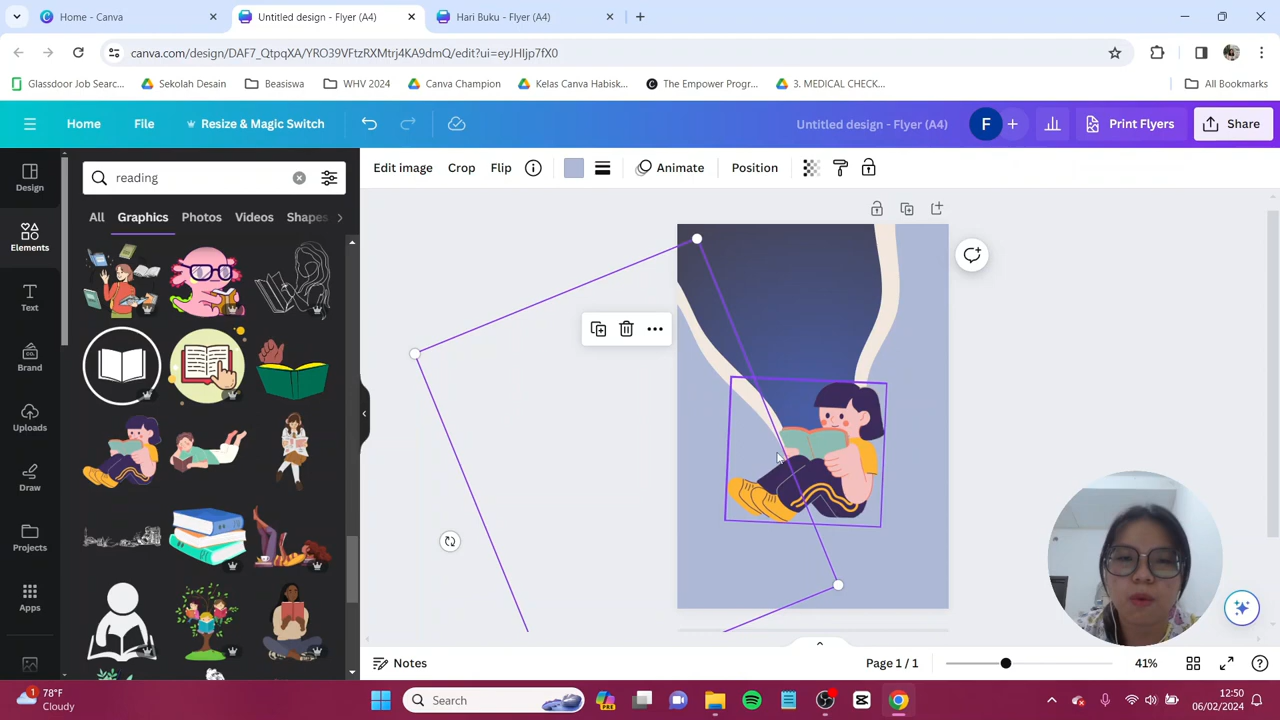 Home - Canva
Untitled design - Flyer (A4)
Hari Buku - Flyer (A4)
canva.com/design/DAF7_QtpqXA/YRO39VFtzRXMtrj4KA9dmQ/edit?ui=eyJHIjp7fX0
Glassdoor Job Searc...
Sekolah Desain
Beasiswa
WHV 2024
Canva Champion
Kelas Canva Habisk...
The Empower Progr...
3. MEDICAL CHECK...
All Bookmarks
Home
File
Resize & Magic Switch
Untitled design - Flyer (A4)
F
Print Flyers
Share
Design
Elements
Text
Brand
Uploads
Draw
Projects
Apps
reading
All
Graphics
Photos
Videos
Shapes
Edit image
Crop
Flip
Animate
Position
Notes
Page 1 / 1
41%
1
78°F
Cloudy
Search
PRE
12:50
06/02/2024